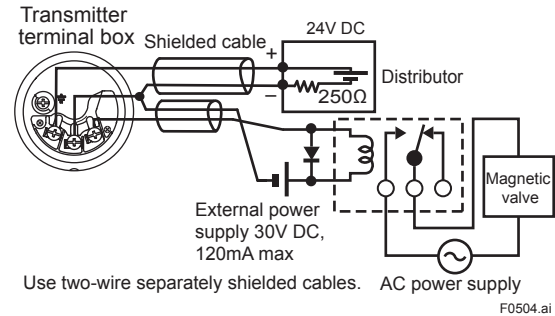 Transmitter
terminal box
Shielded cable
24V DC
+
−
250Ω
Distributor
External power
supply 30V DC,
120mA max
Magnetic
valve
Use two-wire separately shielded cables.
AC power supply
F0504.ai